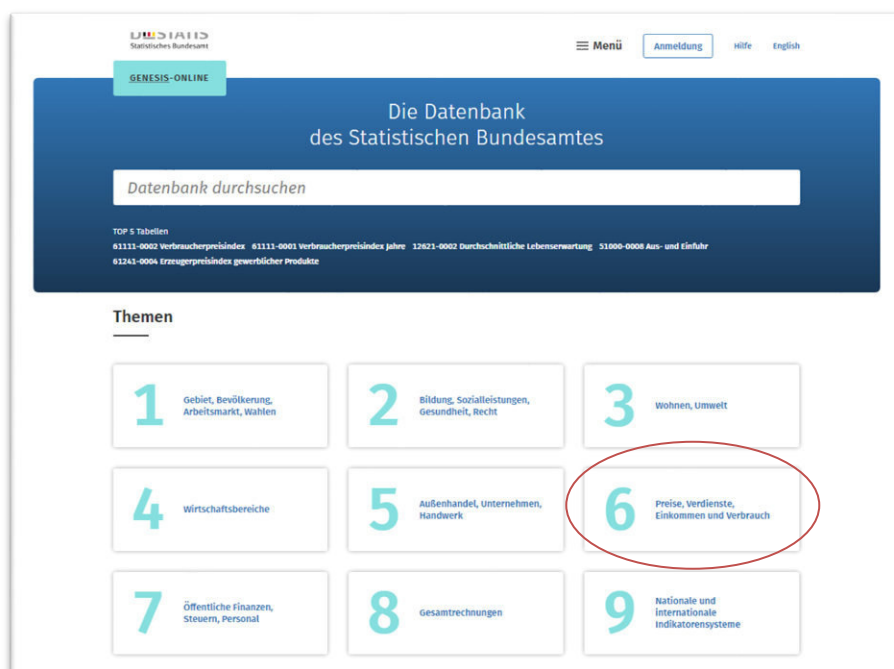 DESTATIS
Statistisches Bundesamt
Menü
Anmeldung
Hilfe
English
GENESIS-ONLINE
Die Datenbank
des Statistischen Bundesamtes
Datenbank durchsuchen
TOP 5 Tabellen
61111-0002 Verbraucherpreisindex 61111-0001 Verbraucherpreisindex Jahre 12621-0002 Durchschnittliche Lebenserwartung 51000-0008 Aus- und Einfuhr
61241-0004 Erzeugerpreisindex gewerblicher Produkte
Themen
1
Gebiet, Bevölkerung,
Arbeitsmarkt, Wahlen
2
Bildung, Sozialleistungen,
Gesundheit, Recht
3
Wohnen, Umwelt
4
Wirtschaftsbereiche
5
Außenhandel, Unternehmen,
Handwerk
6
Preise, Verdienste,
Einkommen und Verbrauch
7
Öffentliche Finanzen,
Steuern, Personal
8
Gesamtrechnungen
9
Nationale und
internationale
Indikatorensysteme